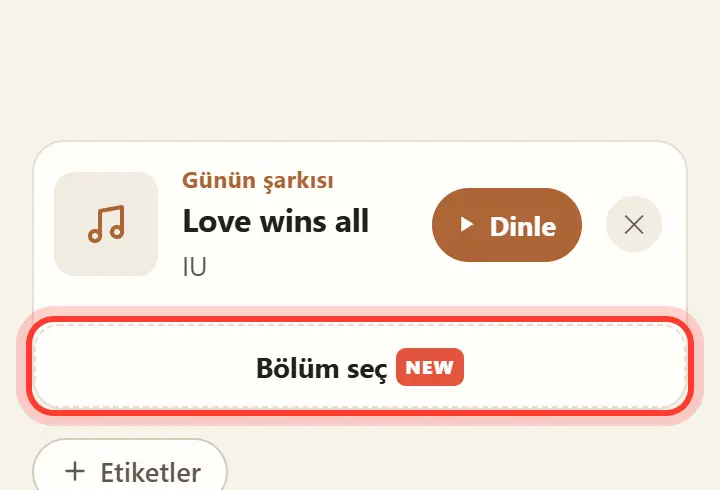 Günün şarkısı
Love wins all
IU
Dinle
Bölüm seç NEW
+ Etiketler